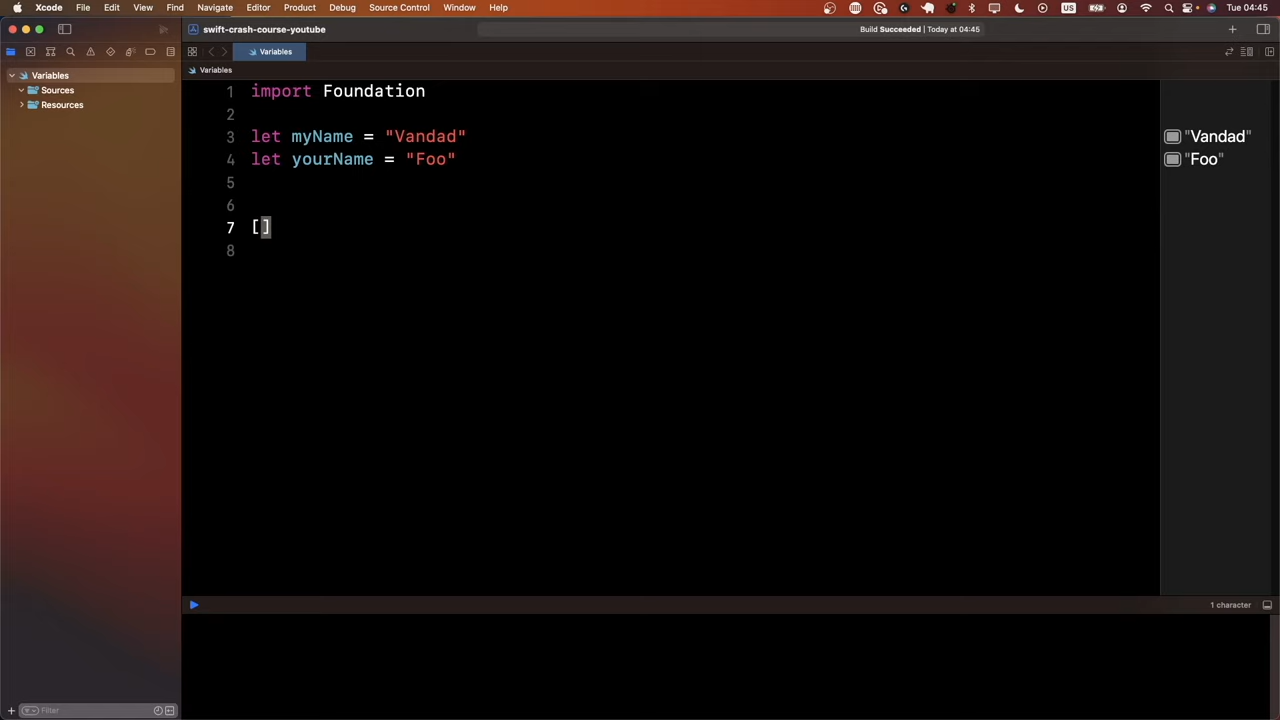 Xcode File Edit View Navigate Editor Product Debug Source Control Window Help US Tue 04:45
swift-crash-course-youtube Build Succeeded | Today at 04:45
Variables
Variables
Variables
Sources
Resources
1 import Foundation
2
3 let myName = "Vandad"
4 let yourName = "Foo"
5
6
7 []
8
"Vandad"
"Foo"
1 character
Filter